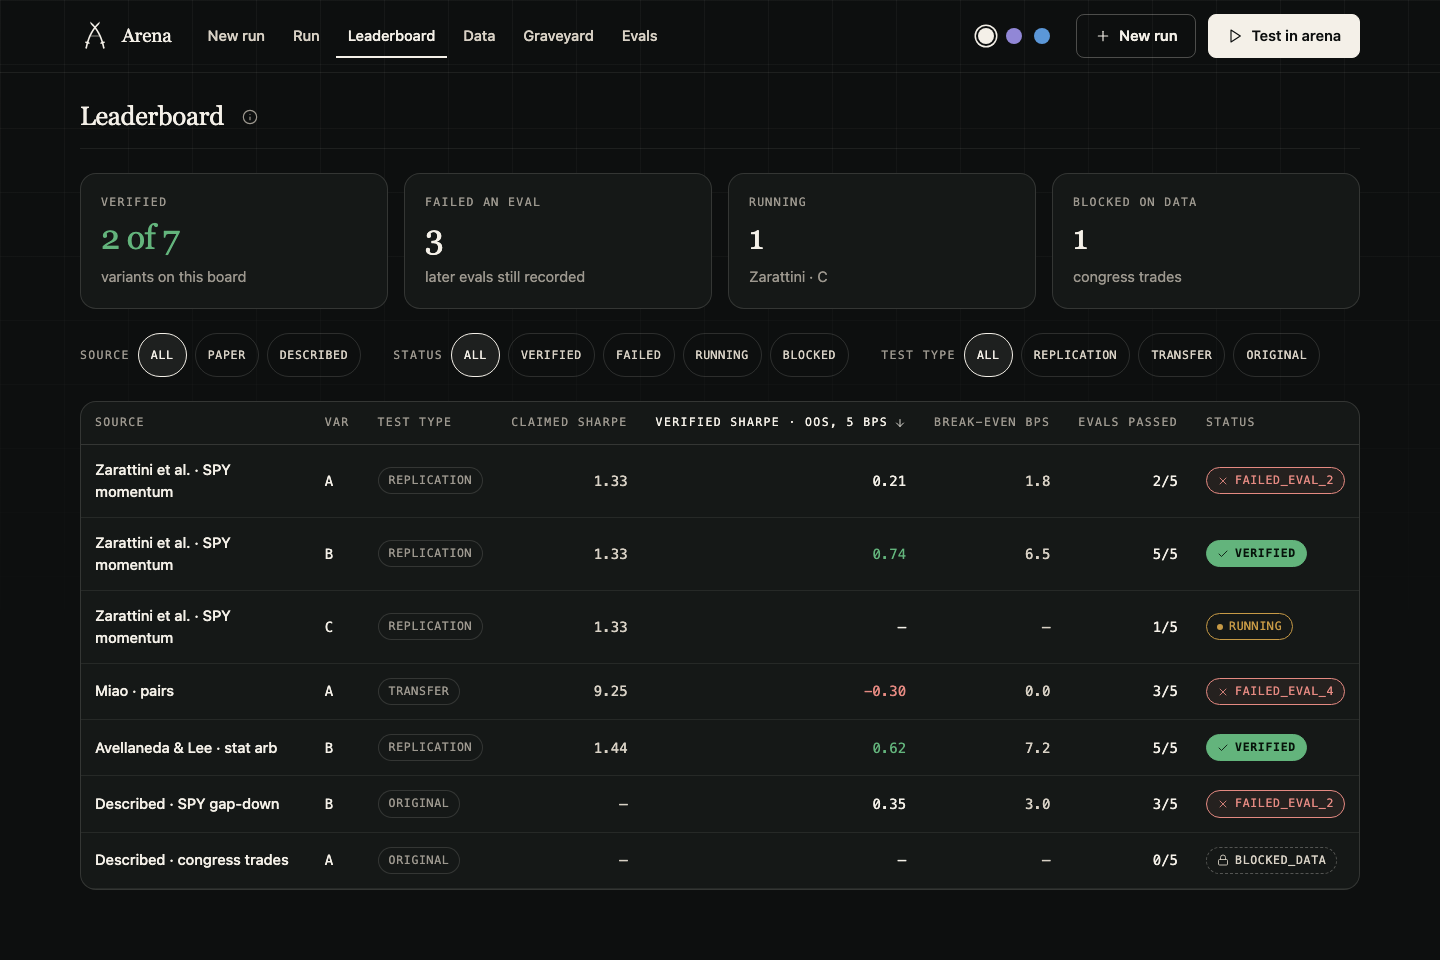 Arena New run Run Leaderboard Data Graveyard Evals New run Test in arena
Leaderboard
VERIFIED
2 of 7
variants on this board
FAILED AN EVAL
3
later evals still recorded
RUNNING
1
Zarattini · C
BLOCKED ON DATA
1
congress trades
SOURCE ALL PAPER DESCRIBED STATUS ALL VERIFIED FAILED RUNNING BLOCKED TEST TYPE ALL REPLICATION TRANSFER ORIGINAL
SOURCE VAR TEST TYPE CLAIMED SHARPE VERIFIED SHARPE · OOS, 5 BPS ↓ BREAK-EVEN BPS EVALS PASSED STATUS
Zarattini et al. · SPY
momentum A REPLICATION 1.33 0.21 1.8 2/5 FAILED_EVAL_2
Zarattini et al. · SPY
momentum B REPLICATION 1.33 0.74 6.5 5/5 VERIFIED
Zarattini et al. · SPY
momentum C REPLICATION 1.33 – – 1/5 RUNNING
Miao · pairs A TRANSFER 9.25 −0.30 0.0 3/5 FAILED_EVAL_4
Avellaneda & Lee · stat arb B REPLICATION 1.44 0.62 7.2 5/5 VERIFIED
Described · SPY gap-down B ORIGINAL – 0.35 3.0 3/5 FAILED_EVAL_2
Described · congress trades A ORIGINAL – – – 0/5 BLOCKED_DATA